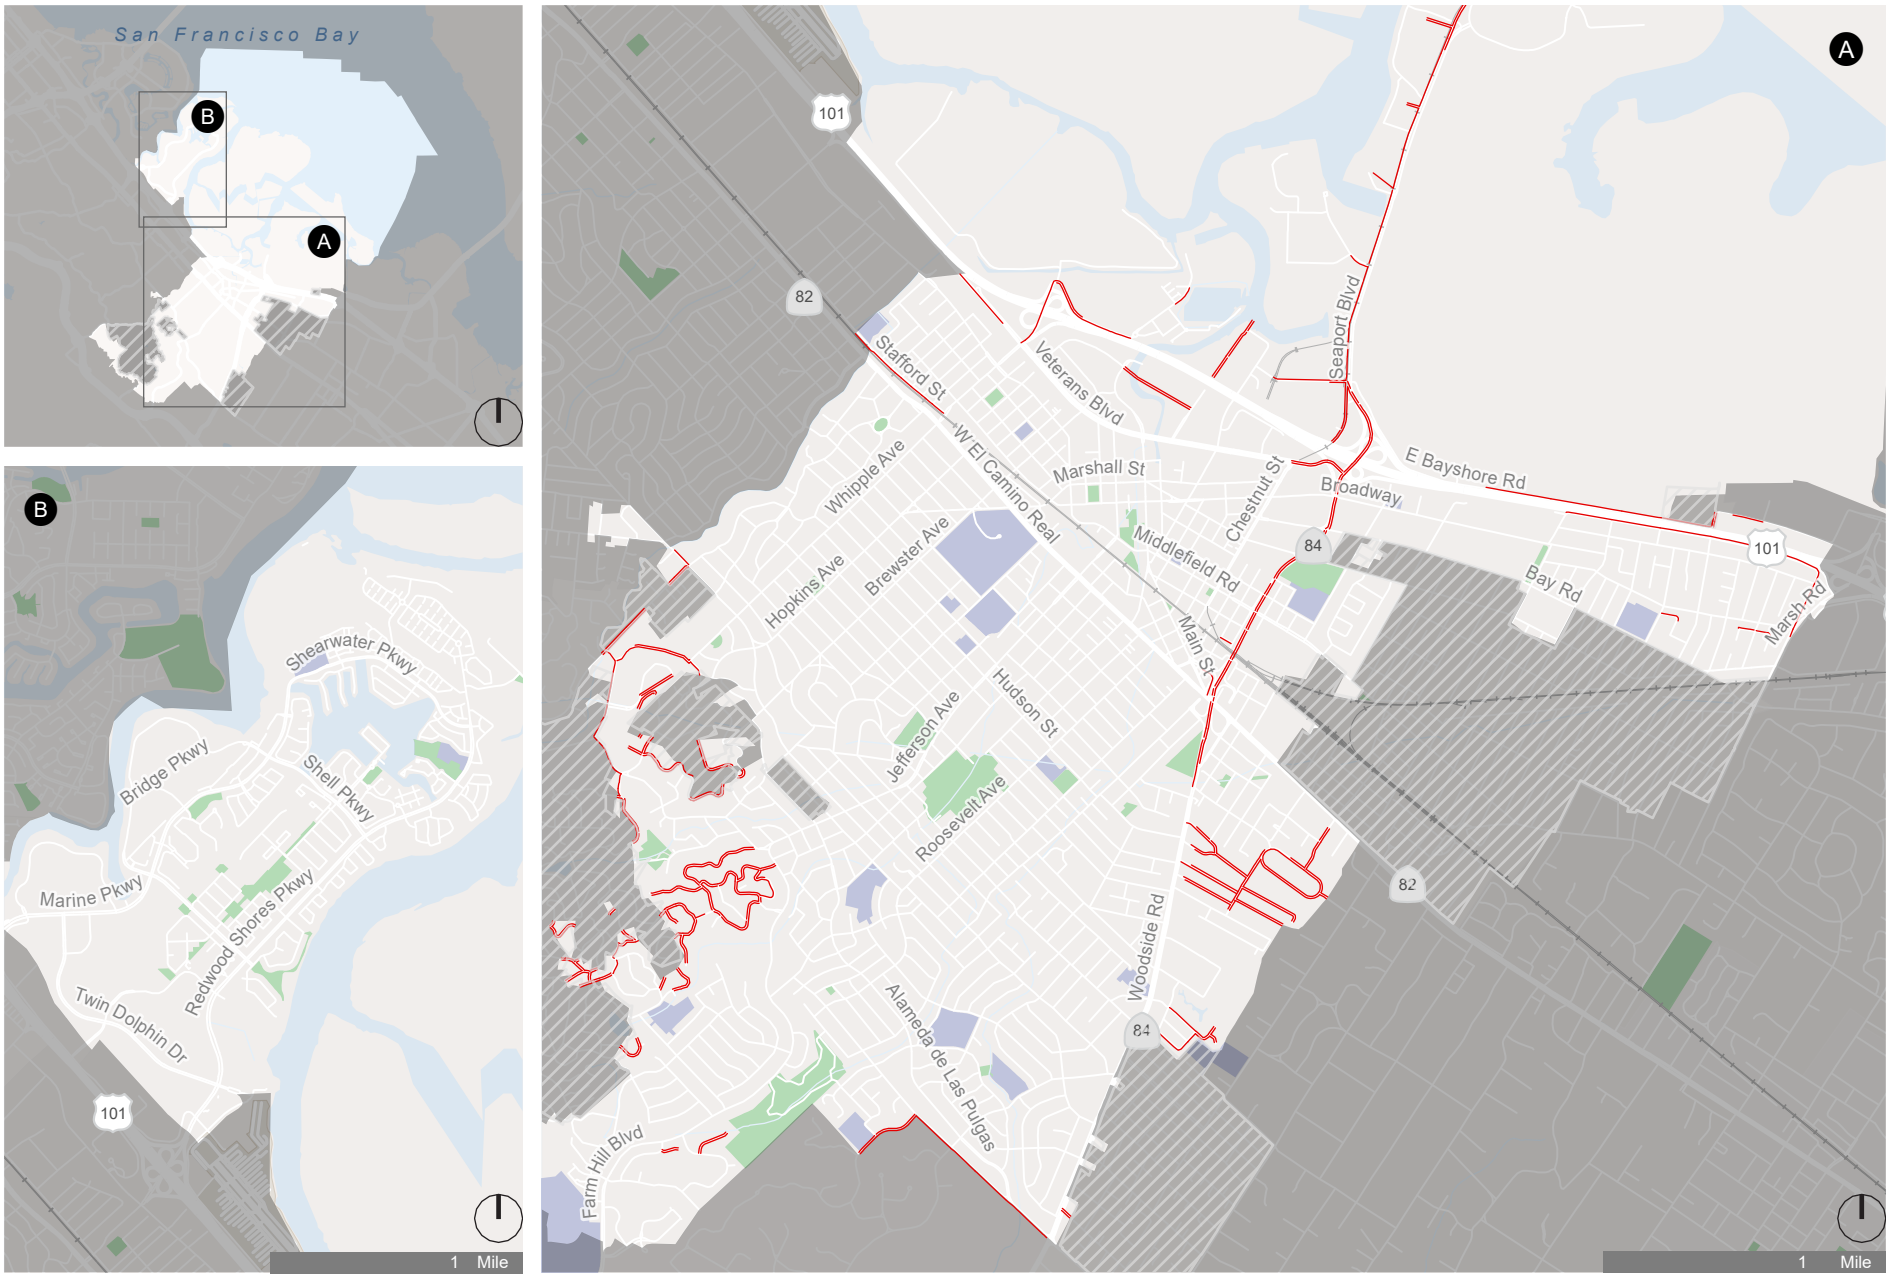 San Francisco Bay
B
A
B
Shearwater Pkwy
Bridge Pkwy
Shell Pkwy
Marine Pkwy
Redwood Shores Pkwy
Twin Dolphin Dr
101
1 Mile
A
101
82
Seaport Blvd
Stafford St
Veterans Blvd
W El Camino Real
Whipple Ave
Marshall St
Chestnut St
E Bayshore Rd
Broadway
Brewster Ave
Middlefield Rd
84
101
Hopkins Ave
Bay Rd
Marsh Rd
Main St
Hudson St
Jefferson Ave
Roosevelt Ave
82
Woodside Rd
84
Alameda de Las Pulgas
Farm Hill Blvd
1 Mile